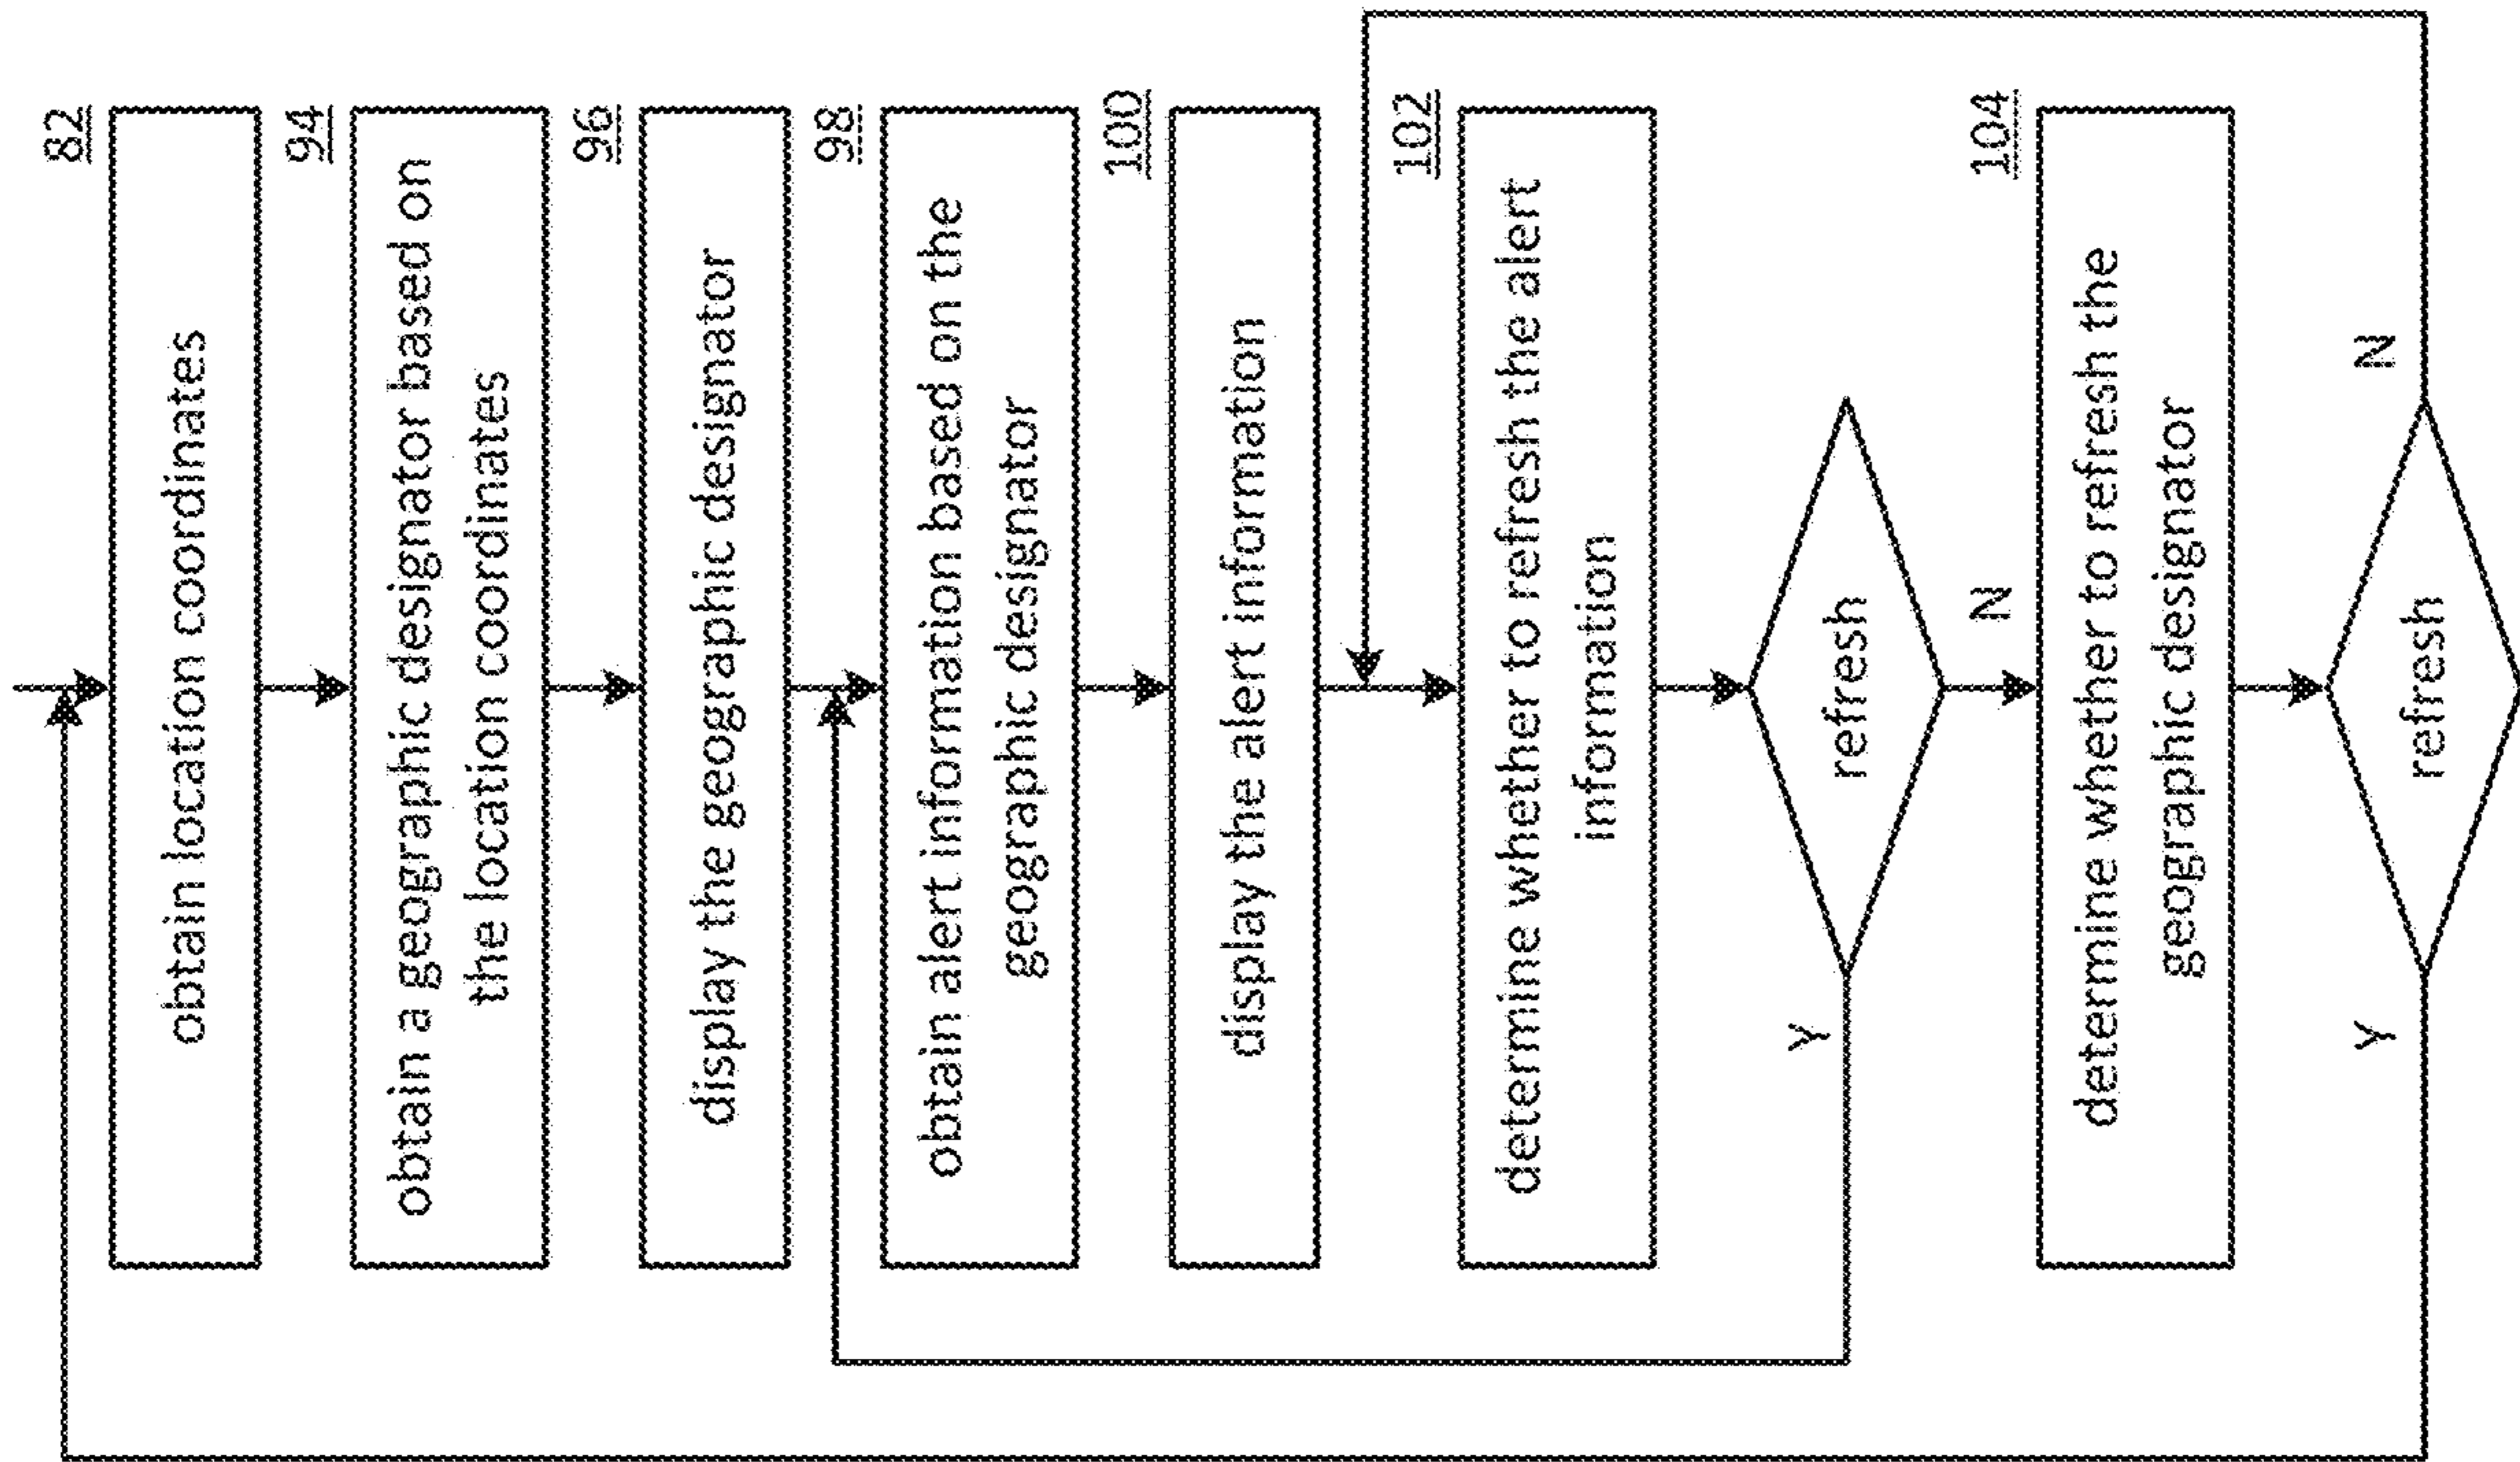 82
obtain location coordinates
94
obtain a geographic designator based on
the location coordinates
96
display the geographic designator
98
obtain alert information based on the
geographic designator
100
display the alert information
102
determine whether to refresh the alert
information
refresh
Y
N
104
determine whether to refresh the
geographic designator
refresh
Y
N